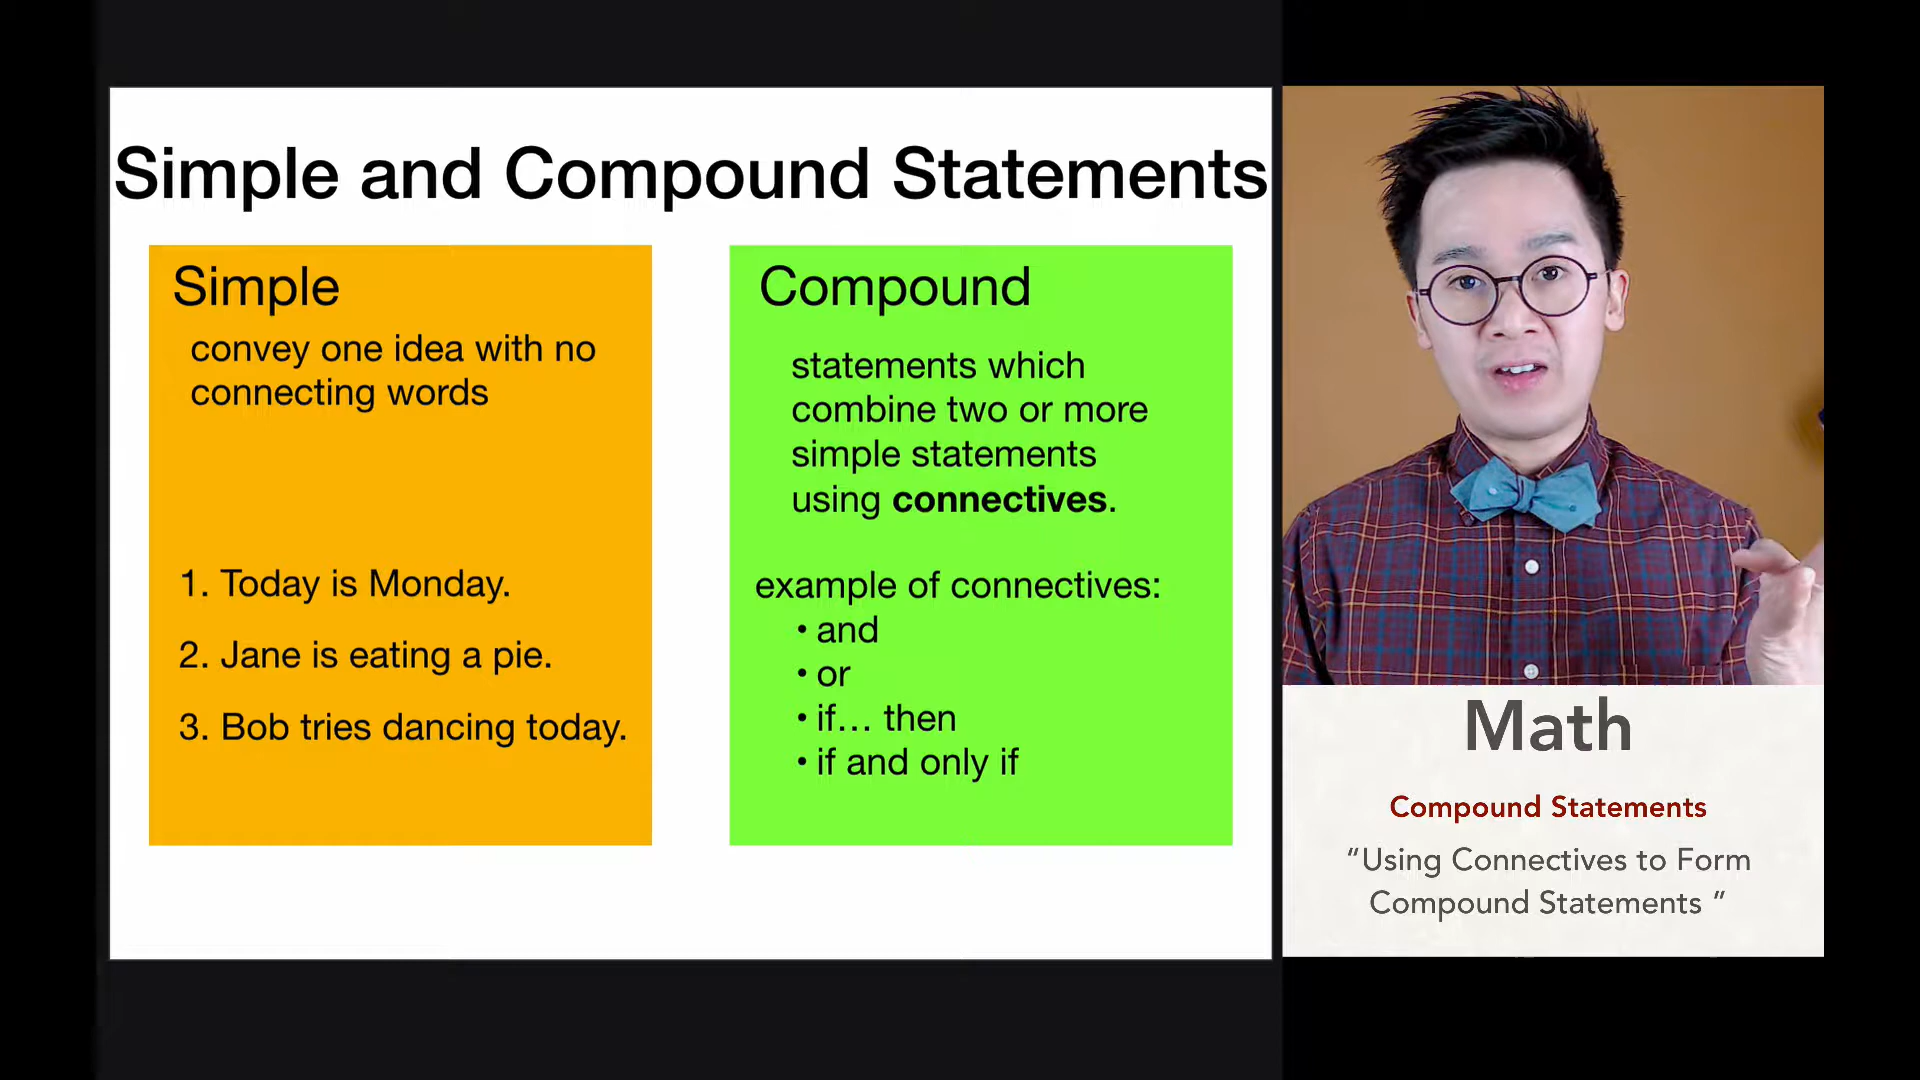 Simple and Compound Statements
Simple
convey one idea with no
connecting words
1. Today is Monday.
2. Jane is eating a pie.
3. Bob tries dancing today.
Compound
statements which
combine two or more
simple statements
using connectives.
example of connectives:
• and
• or
• if… then
• if and only if
Math
Compound Statements
“Using Connectives to Form
Compound Statements ”